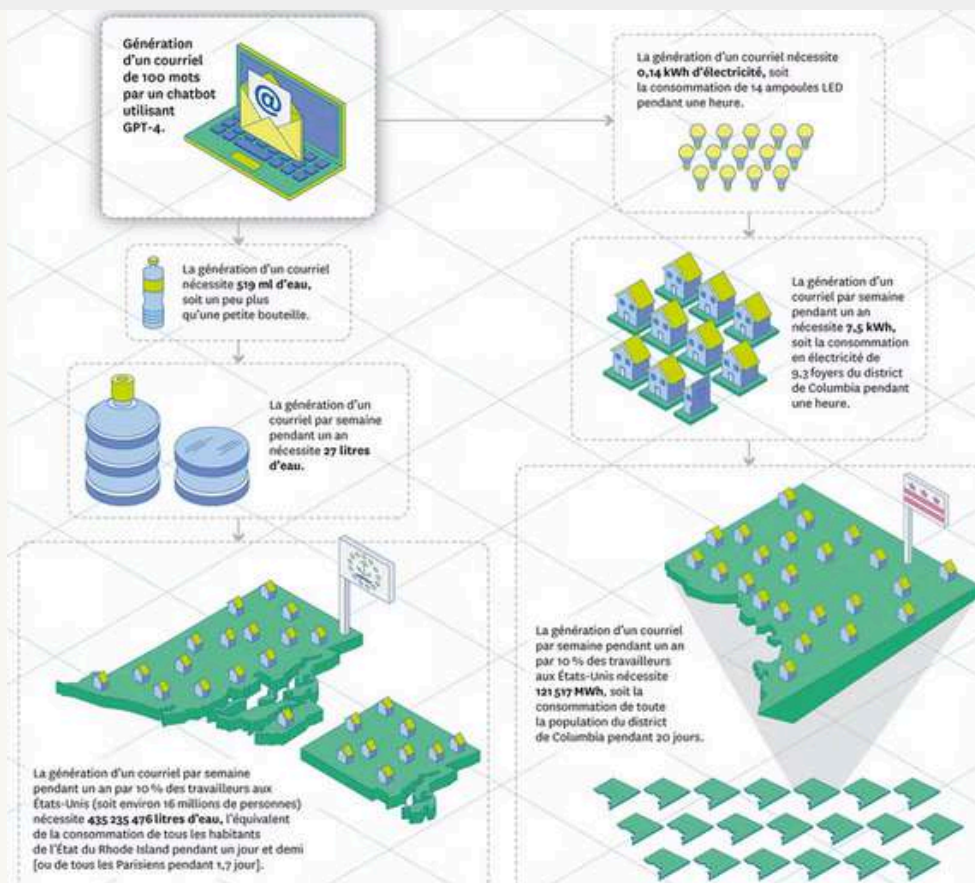 Génération
d'un courriel
de 100 mots
par un chatbot
utilisant
GPT-4.
@
La génération d'un courriel nécessite
0,14 kWh d'électricité, soit
la consommation de 14 ampoules LED
pendant une heure.
La génération d'un courriel
nécessite 519 ml d'eau,
soit un peu plus
qu'une petite bouteille.
La génération d'un
courriel par semaine
pendant un an
nécessite 7,5 kWh,
soit la consommation
en électricité de
9,3 foyers du district
de Columbia pendant
une heure.
La génération d'un
courriel par semaine
pendant un an
nécessite 27 litres
d'eau.
La génération d'un courriel
par semaine pendant un an
par 10 % des travailleurs
aux États-Unis nécessite
121 517 MWh, soit la
consommation de toute
la population du district
de Columbia pendant 20 jours.
La génération d'un courriel par semaine
pendant un an par 10 % des travailleurs aux
États-Unis (soit environ 16 millions de personnes)
nécessite 435 235 476 litres d'eau, l'équivalent
de la consommation de tous les habitants
de l'État du Rhode Island pendant un jour et demi
[ou de tous les Parisiens pendant 1,7 jour].